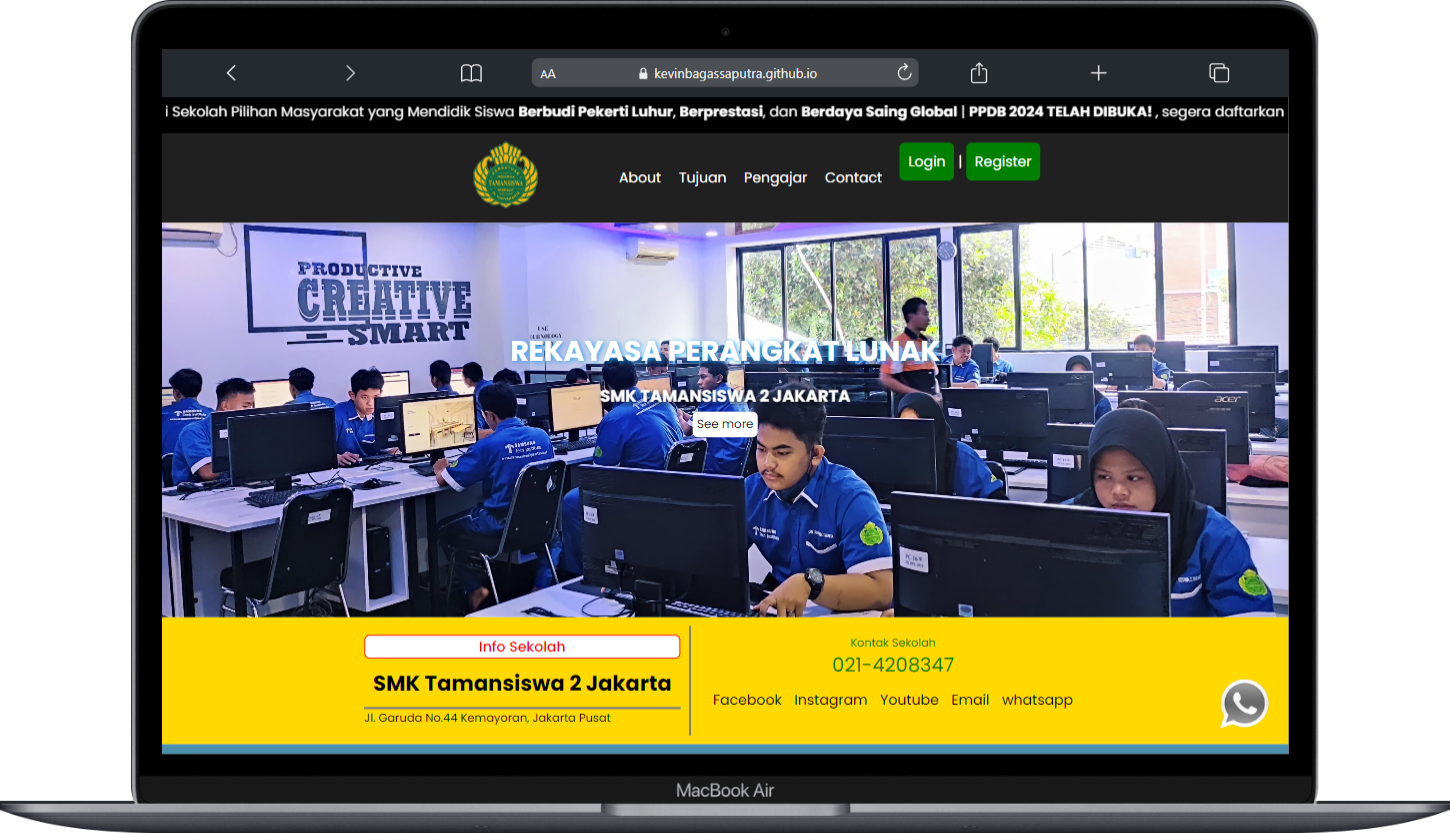 AA kevinbagassaputra.github.io
i Sekolah Pilihan Masyarakat yang Mendidik Siswa Berbudi Pekerti Luhur, Berprestasi, dan Berdaya Saing Global | PPDB 2024 TELAH DIBUKA! , segera daftarkan
TAMANSISWA
About Tujuan Pengajar Contact Login | Register
PRODUCTIVE
CREATIVE
SMART
USE
TECHNOLOGY
REKAYASA PERANGKAT LUNAK
SMK TAMANSISWA 2 JAKARTA
See more
acer
Info Sekolah
SMK Tamansiswa 2 Jakarta
Jl. Garuda No.44 Kemayoran, Jakarta Pusat
Kontak Sekolah
021-4208347
Facebook Instagram Youtube Email whatsapp
MacBook Air